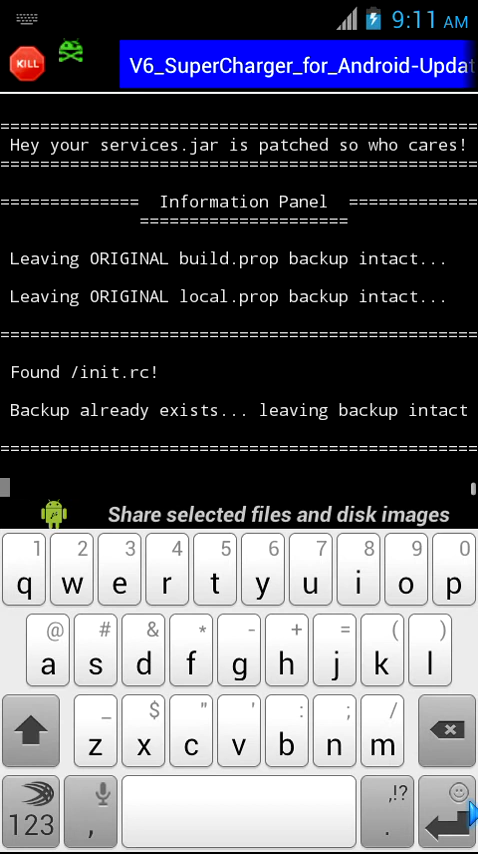 9:11 AM
KILL
V6_SuperCharger_for_Android-Updat
================================================
Hey your services.jar is patched so who cares!
================================================
============== Information Panel =============
=====================
Leaving ORIGINAL build.prop backup intact...
Leaving ORIGINAL local.prop backup intact...
================================================
Found /init.rc!
Backup already exists... leaving backup intact
================================================
Share selected files and disk images
1 2 3 4 5 6 7 8 9 0
q w e r t y u i o p
@ # & * - + = ( )
a s d f g h j k l
_ $ " ' : ; /
z x c v b n m
,!?
123 , .